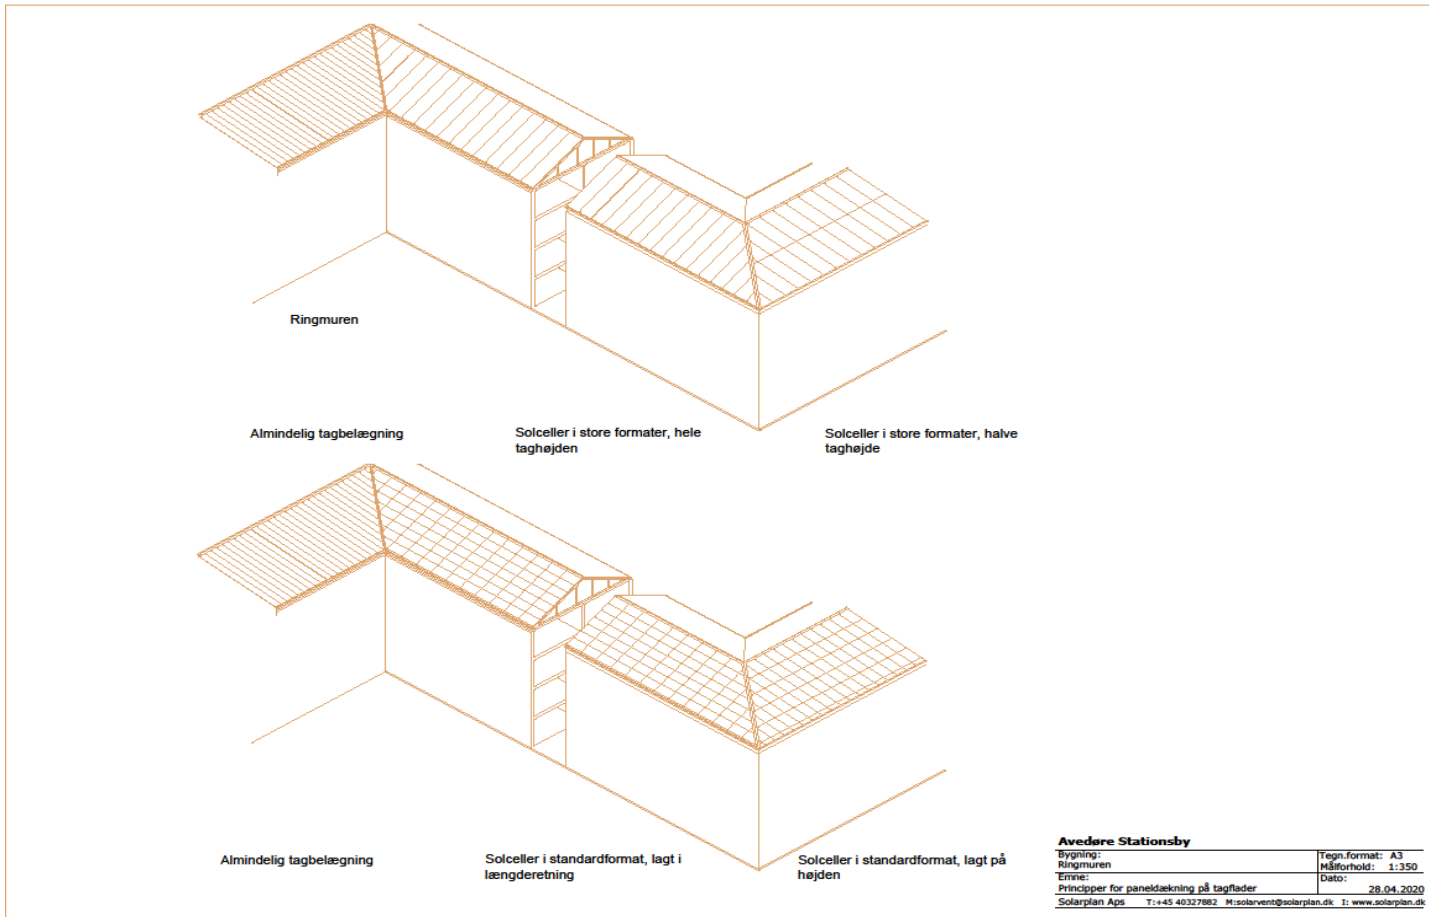 Ringmuren
Almindelig tagbelægning
Solceller i store formater, hele
taghøjden
Solceller i store formater, halve
taghøjde
Almindelig tagbelægning
Solceller i standardformat, lagt i
længderetning
Solceller i standardformat, lagt på
højden
Avedøre Stationsby
Bygning:
Ringmuren
Tegn.format: A3
Målforhold: 1:350
Emne:
Principper for paneldækning på tagflader
Dato:
28.04.2020
Solarplan Aps T:+45 40327882 M:solarvent@solarplan.dk I: www.solarplan.dk